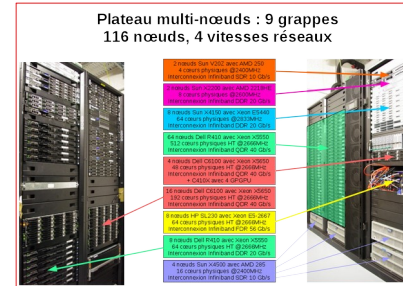 Plateau multi-nœuds : 9 grappes
116 nœuds, 4 vitesses réseaux
2 nœuds Sun V20Z avec AMD 250
4 cœurs physiques @2400MHz
Interconnexion Infiniband SDR 10 Gb/s
2 nœuds Sun X2200 avec AMD 2218HE
8 cœurs physiques @2600MHz
Interconnexion Infiniband DDR 20 Gb/s
8 nœuds Sun X4150 avec Xeon E5440
64 cœurs physiques @2833MHz
Interconnexion Infiniband DDR 20 Gb/s
64 nœuds Dell R410 avec Xeon X5550
512 cœurs physiques HT @2666MHz
Interconnexion Infiniband QDR 40 Gb/s
4 nœuds Dell C6100 avec Xeon X5650
48 cœurs physiques HT @2666MHz
Interconnexion Infiniband QDR 40 Gb/s
+ C410X avec 4 GPGPU
16 nœuds Dell C6100 avec Xeon X5650
192 cœurs physiques HT @2666MHz
Interconnexion Infiniband QDR 40 Gb/s
8 nœuds HP SL230 avec Xeon E5-2667
64 cœurs physiques HT @2666MHz
Interconnexion Infiniband FDR 56 Gb/s
8 nœuds Dell R410 avec Xeon X5550
64 cœurs physiques HT @2666MHz
Interconnexion Infiniband DDR 20 Gb/s
4 nœuds Sun X4500 avec AMD 285
16 cœurs physiques @2400MHz
Interconnexion Infiniband SDR 10 Gb/s